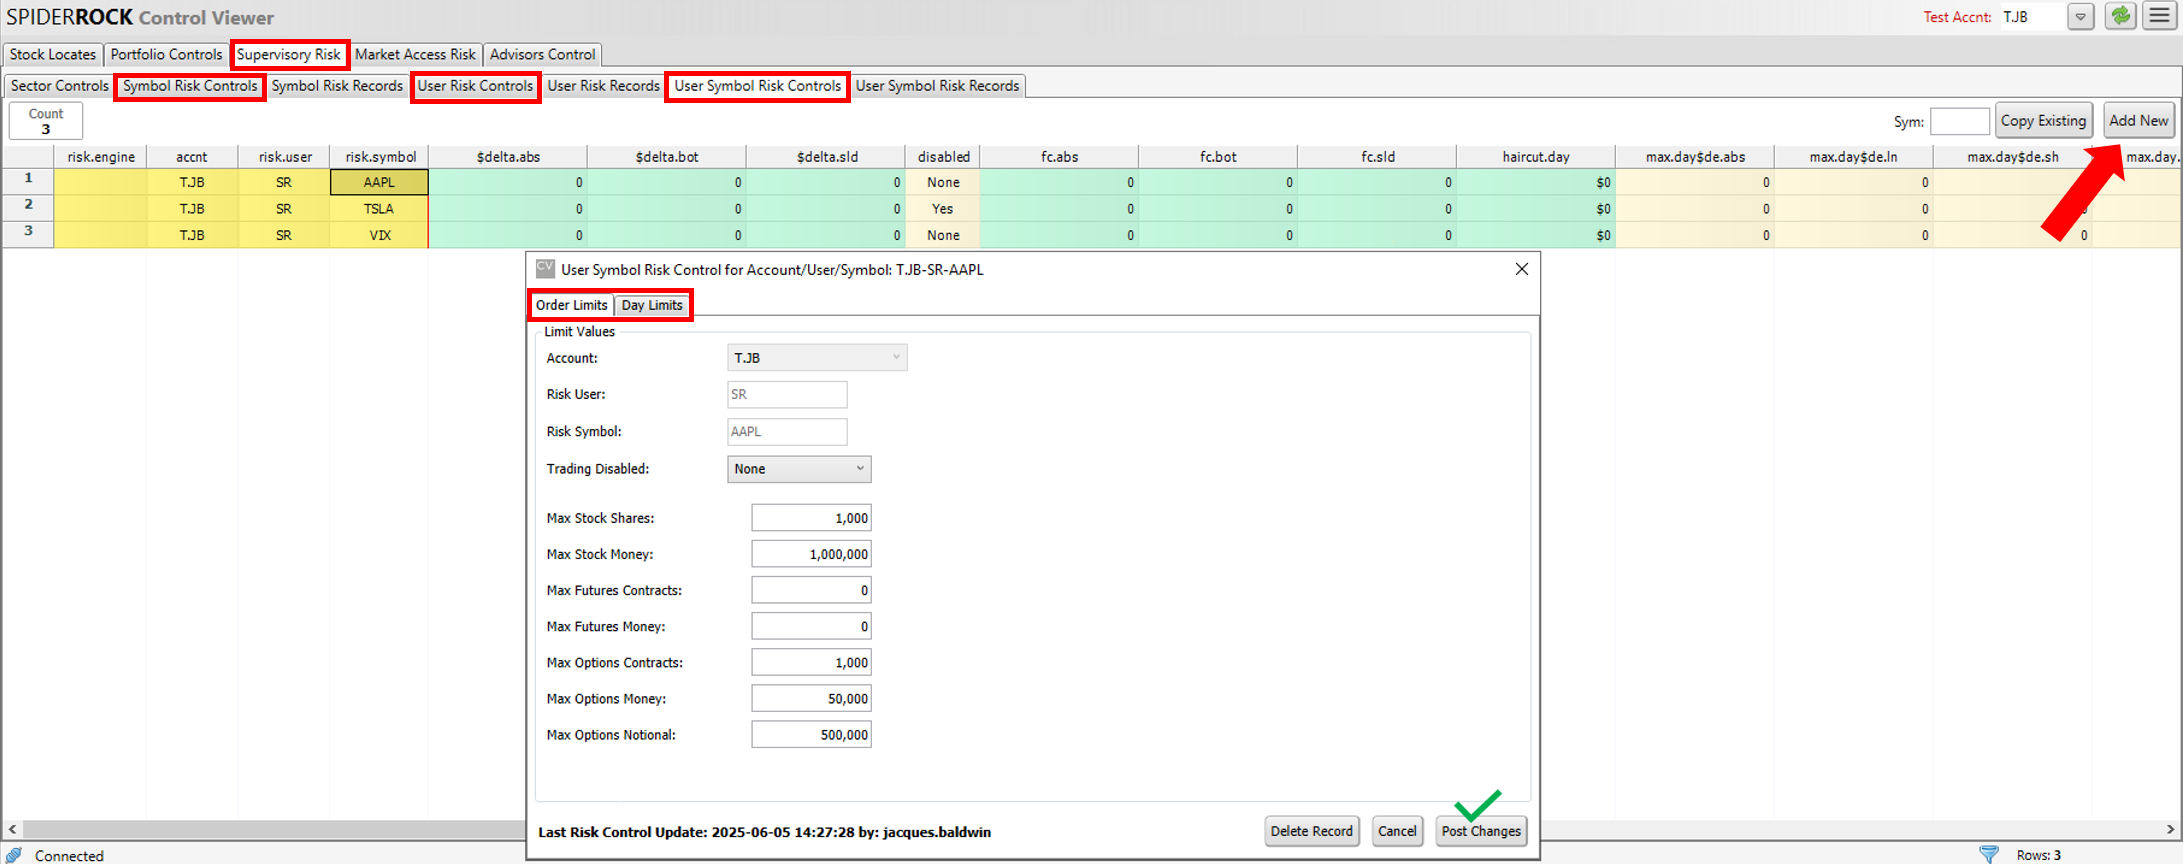 SPIDERROCK Control Viewer Test Accnt: T.JB
Stock Locates Portfolio Controls Supervisory Risk Market Access Risk Advisors Control
Sector Controls Symbol Risk Controls Symbol Risk Records User Risk Controls User Risk Records User Symbol Risk Controls User Symbol Risk Records
Count
3
Sym: Copy Existing Add New
risk.engine accnt risk.user risk.symbol $delta.abs $delta.bot $delta.sld disabled fc.abs fc.bot fc.sld haircut.day max.day$de.abs max.day$de.ln max.day$de.sh max.day.
1 T.JB SR AAPL 0 0 0 None 0 0 0 $0 0 0
2 T.JB SR TSLA 0 0 0 Yes 0 0 0 $0 0 0 0
3 T.JB SR VIX 0 0 0 None 0 0 0 $0 0 0 0
CV User Symbol Risk Control for Account/User/Symbol: T.JB-SR-AAPL
Order Limits Day Limits
Limit Values
Account: T.JB
Risk User: SR
Risk Symbol: AAPL
Trading Disabled: None
Max Stock Shares: 1,000
Max Stock Money: 1,000,000
Max Futures Contracts: 0
Max Futures Money: 0
Max Options Contracts: 1,000
Max Options Money: 50,000
Max Options Notional: 500,000
Last Risk Control Update: 2025-06-05 14:27:28 by: jacques.baldwin Delete Record Cancel Post Changes
Connected Rows: 3